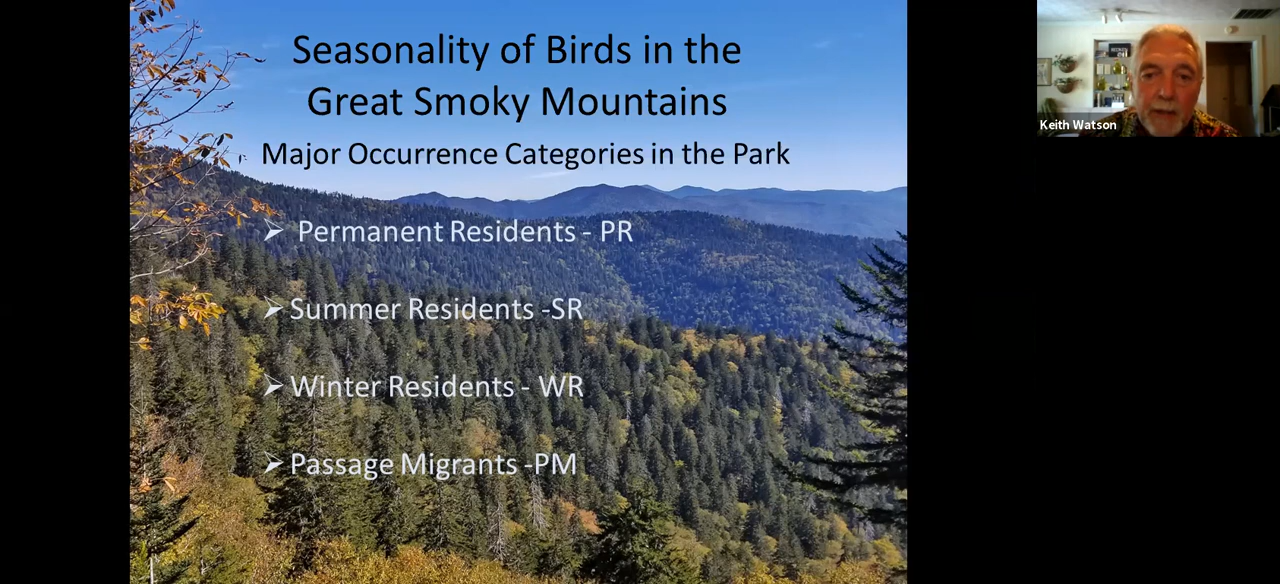 Seasonality of Birds in the
Great Smoky Mountains
Major Occurrence Categories in the Park
➢ Permanent Residents - PR
➢ Summer Residents -SR
➢ Winter Residents - WR
➢ Passage Migrants -PM
Keith Watson